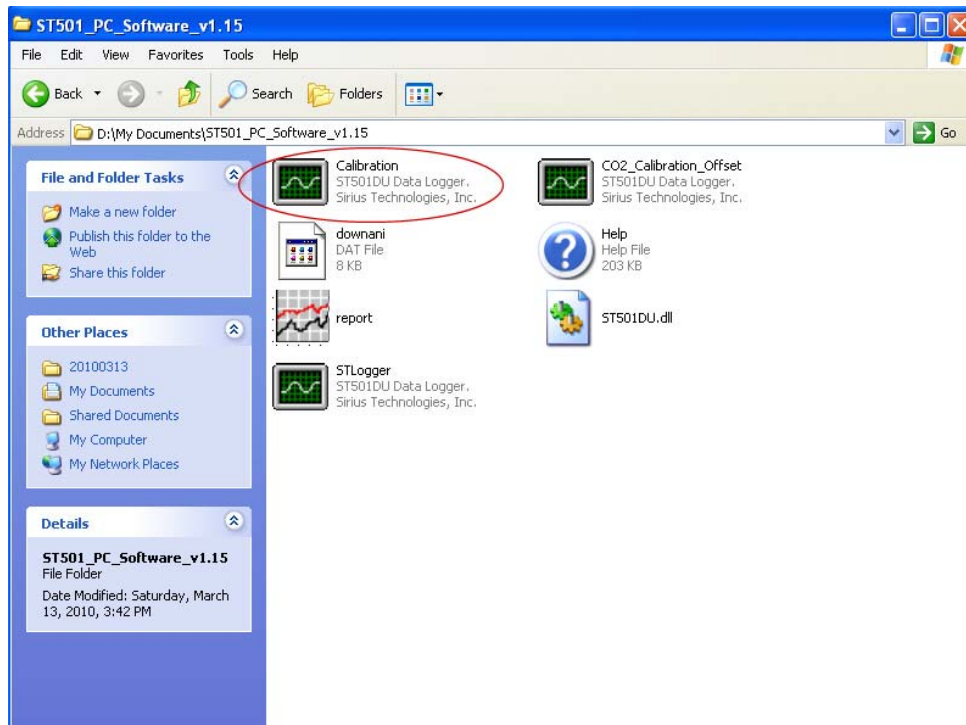 ST501_PC_Software_v1.15
File Edit View Favorites Tools Help
Back Search Folders
Address D:\My Documents\ST501_PC_Software_v1.15 Go
File and Folder Tasks
Make a new folder
Publish this folder to the
Web
Share this folder
Other Places
20100313
My Documents
Shared Documents
My Computer
My Network Places
Details
ST501_PC_Software_v1.15
File Folder
Date Modified: Saturday, March
13, 2010, 3:42 PM
Calibration
ST501DU Data Logger.
Sirius Technologies, Inc.
CO2_Calibration_Offset
ST501DU Data Logger.
Sirius Technologies, Inc.
downani
DAT File
8 KB
Help
Help File
203 KB
report
ST501DU.dll
STLogger
ST501DU Data Logger.
Sirius Technologies, Inc.